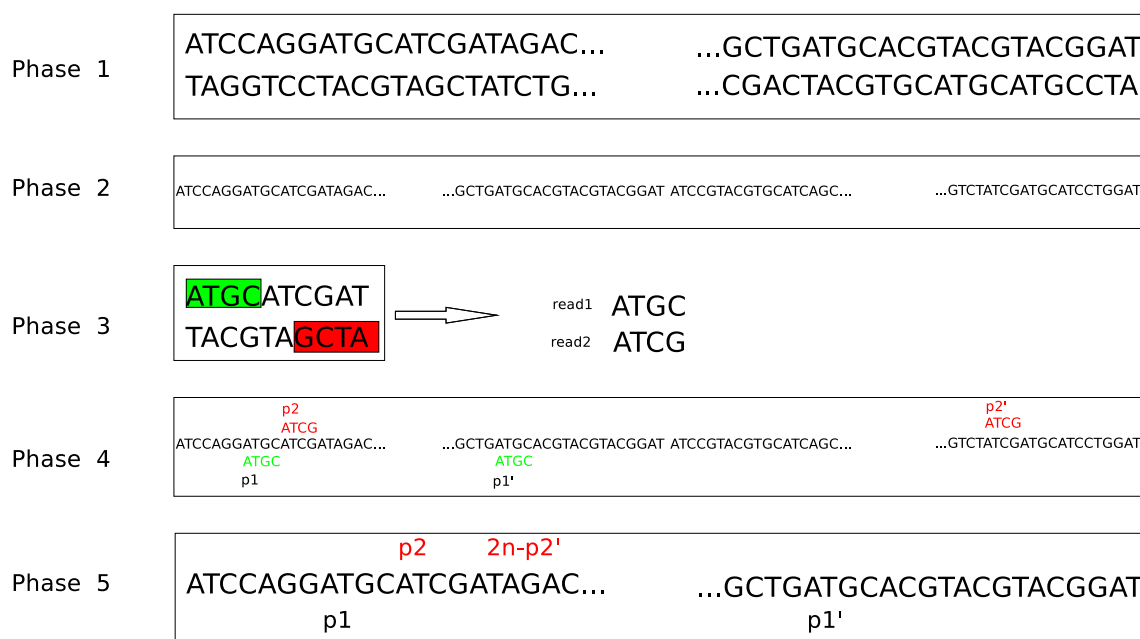 Phase 1
ATCCAGGATGCATCGATAGAC... ...GCTGATGCACGTACGTACGGAT
TAGGTCCTACGTAGCTATCTG... ...CGACTACGTGCATGCATGCCTA
Phase 2
ATCCAGGATGCATCGATAGAC... ...GCTGATGCACGTACGTACGGAT ATCCGTACGTGCATCAGC... ...GTCTATCGATGCATCCTGGAT
Phase 3
ATGCATCGAT
TACGTAGCTA
read1 ATGC
read2 ATCG
Phase 4
p2 p2'
ATCG ATCG
ATCCAGGATGCATCGATAGAC... ...GCTGATGCACGTACGTACGGAT ATCCGTACGTGCATCAGC... ...GTCTATCGATGCATCCTGGAT
ATGC ATGC
p1 p1'
Phase 5
p2 2n-p2'
ATCCAGGATGCATCGATAGAC... ...GCTGATGCACGTACGTACGGAT
p1 p1'